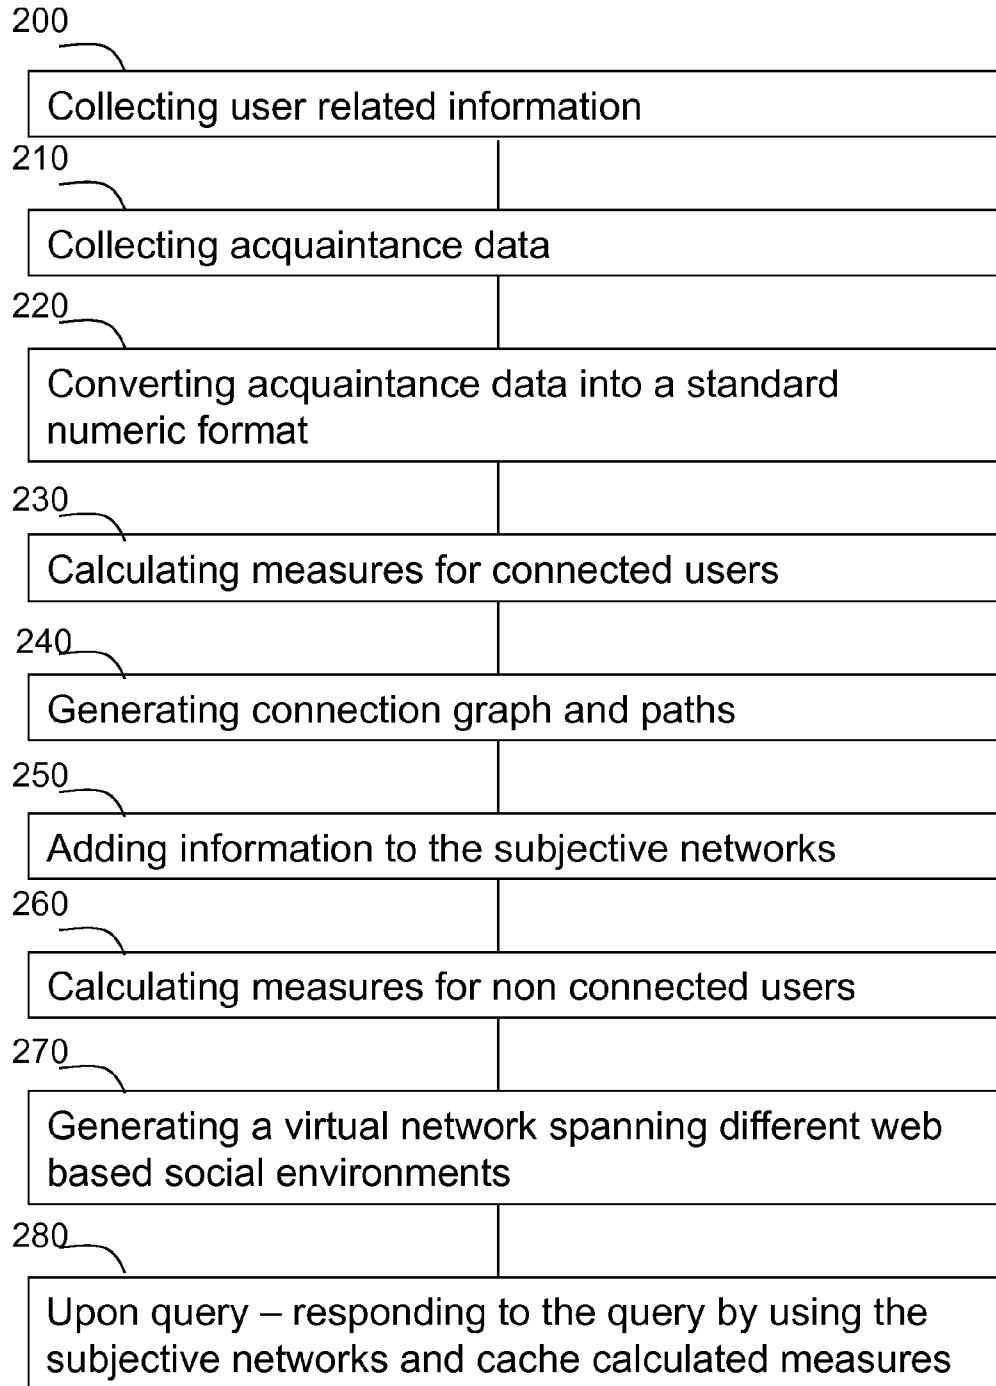 200
Collecting user related information
210
Collecting acquaintance data
220
Converting acquaintance data into a standard
numeric format
230
Calculating measures for connected users
240
Generating connection graph and paths
250
Adding information to the subjective networks
260
Calculating measures for non connected users
270
Generating a virtual network spanning different web
based social environments
280
Upon query – responding to the query by using the
subjective networks and cache calculated measures